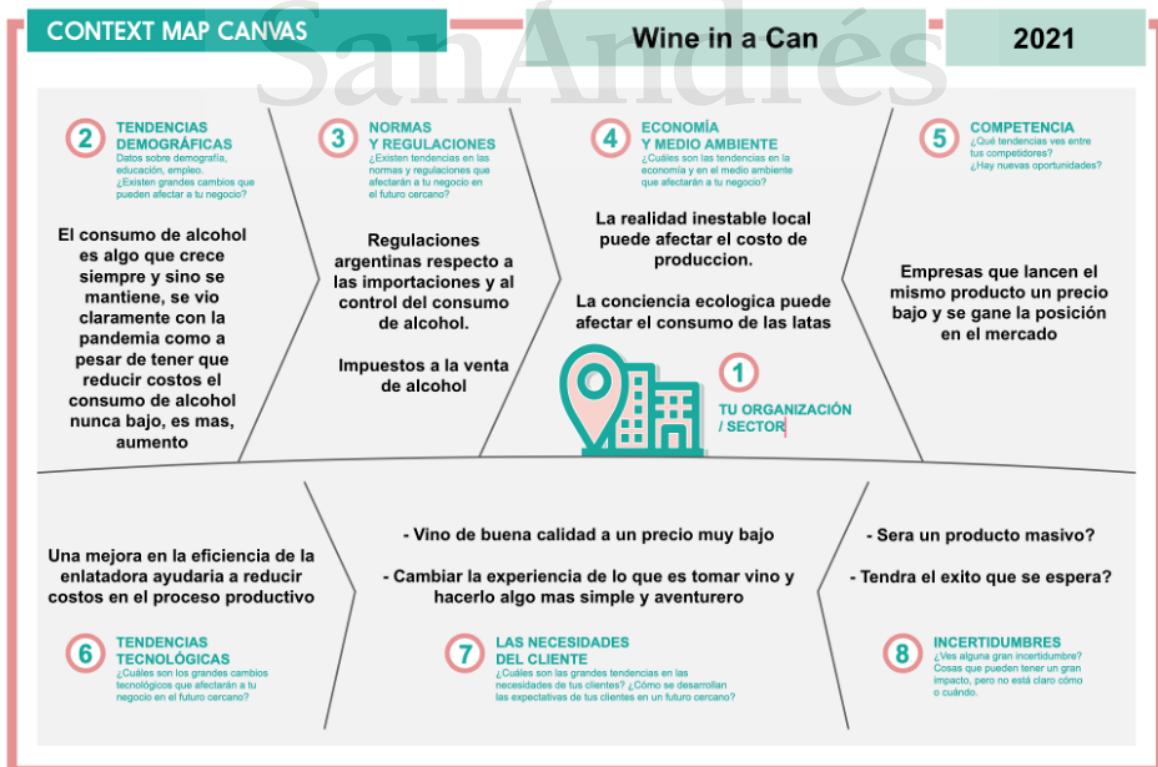 CONTEXT MAP CANVAS
Wine in a Can
2021
SanAndrés
2
TENDENCIAS
DEMOGRÁFICAS
Datos sobre demografía,
educación, empleo.
¿Existen grandes cambios que
pueden afectar a tu negocio?
El consumo de alcohol
es algo que crece
siempre y sino se
mantiene, se vio
claramente con la
pandemia como a
pesar de tener que
reducir costos el
consumo de alcohol
nunca bajo, es mas,
aumento
3
NORMAS
Y REGULACIONES
¿Existen tendencias en las
normas y regulaciones que
afectarán a tu negocio en
el futuro cercano?
Regulaciones
argentinas respecto a
las importaciones y al
control del consumo
de alcohol.
Impuestos a la venta
de alcohol
4
ECONOMÍA
Y MEDIO AMBIENTE
¿Cuáles son las tendencias en la
economía y en el medio ambiente
que afectarán a tu negocio?
La realidad inestable local
puede afectar el costo de
produccion.
La conciencia ecologica puede
afectar el consumo de las latas
1
TU ORGANIZACIÓN
/ SECTOR
5
COMPETENCIA
¿Qué tendencias ves entre
tus competidores?
¿Hay nuevas oportunidades?
Empresas que lancen el
mismo producto un precio
bajo y se gane la posición
en el mercado
Una mejora en la eficiencia de la
enlatadora ayudaria a reducir
costos en el proceso productivo
6
TENDENCIAS
TECNOLÓGICAS
¿Cuáles son los grandes cambios
tecnológicos que afectarán a tu
negocio en el futuro cercano?
- Vino de buena calidad a un precio muy bajo
- Cambiar la experiencia de lo que es tomar vino y
hacerlo algo mas simple y aventurero
7
LAS NECESIDADES
DEL CLIENTE
¿Cuáles son las grandes tendencias en las
necesidades de tus clientes? ¿Cómo se desarrollan
las expectativas de tus clientes en un futuro cercano?
- Sera un producto masivo?
- Tendra el exito que se espera?
8
INCERTIDUMBRES
¿Ves alguna gran incertidumbre?
Cosas que pueden tener un gran
impacto, pero no está claro cómo
o cuándo.